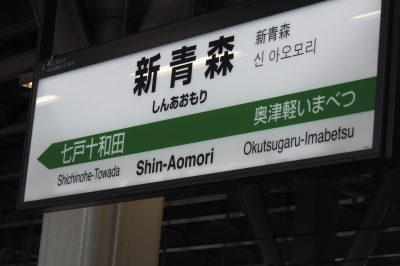 新青森
しんあおもり
新青森
신 아오모리
七戸十和田
奥津軽いまべつ
Shichinohe-Towada
Shin-Aomori
Okutsugaru-Imabetsu